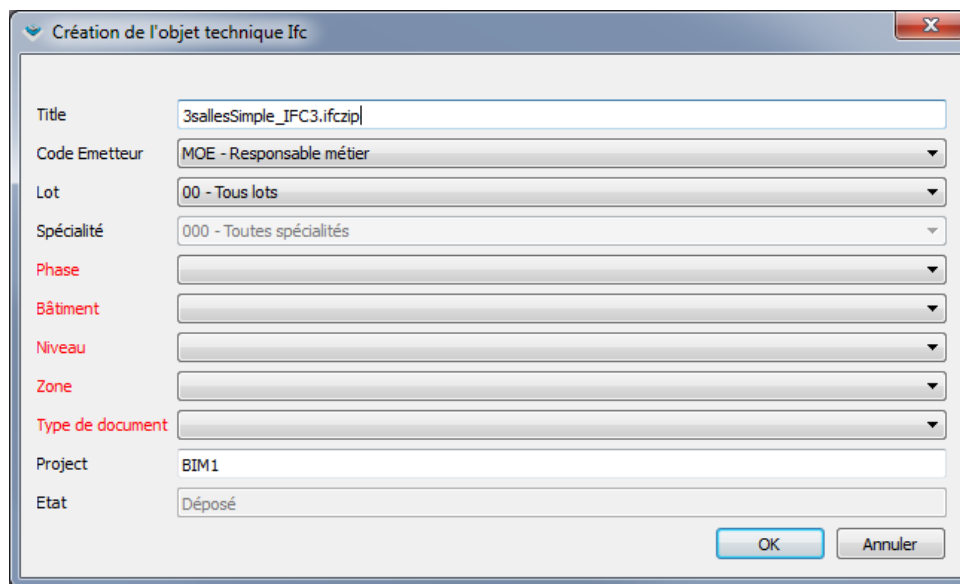 Création de l'objet technique Ifc
Title 3sallesSimple_IFC3.ifczip
Code Emetteur MOE - Responsable métier
Lot 00 - Tous lots
Spécialité 000 - Toutes spécialités
Phase
Bâtiment
Niveau
Zone
Type de document
Project BIM1
Etat Déposé
OK Annuler